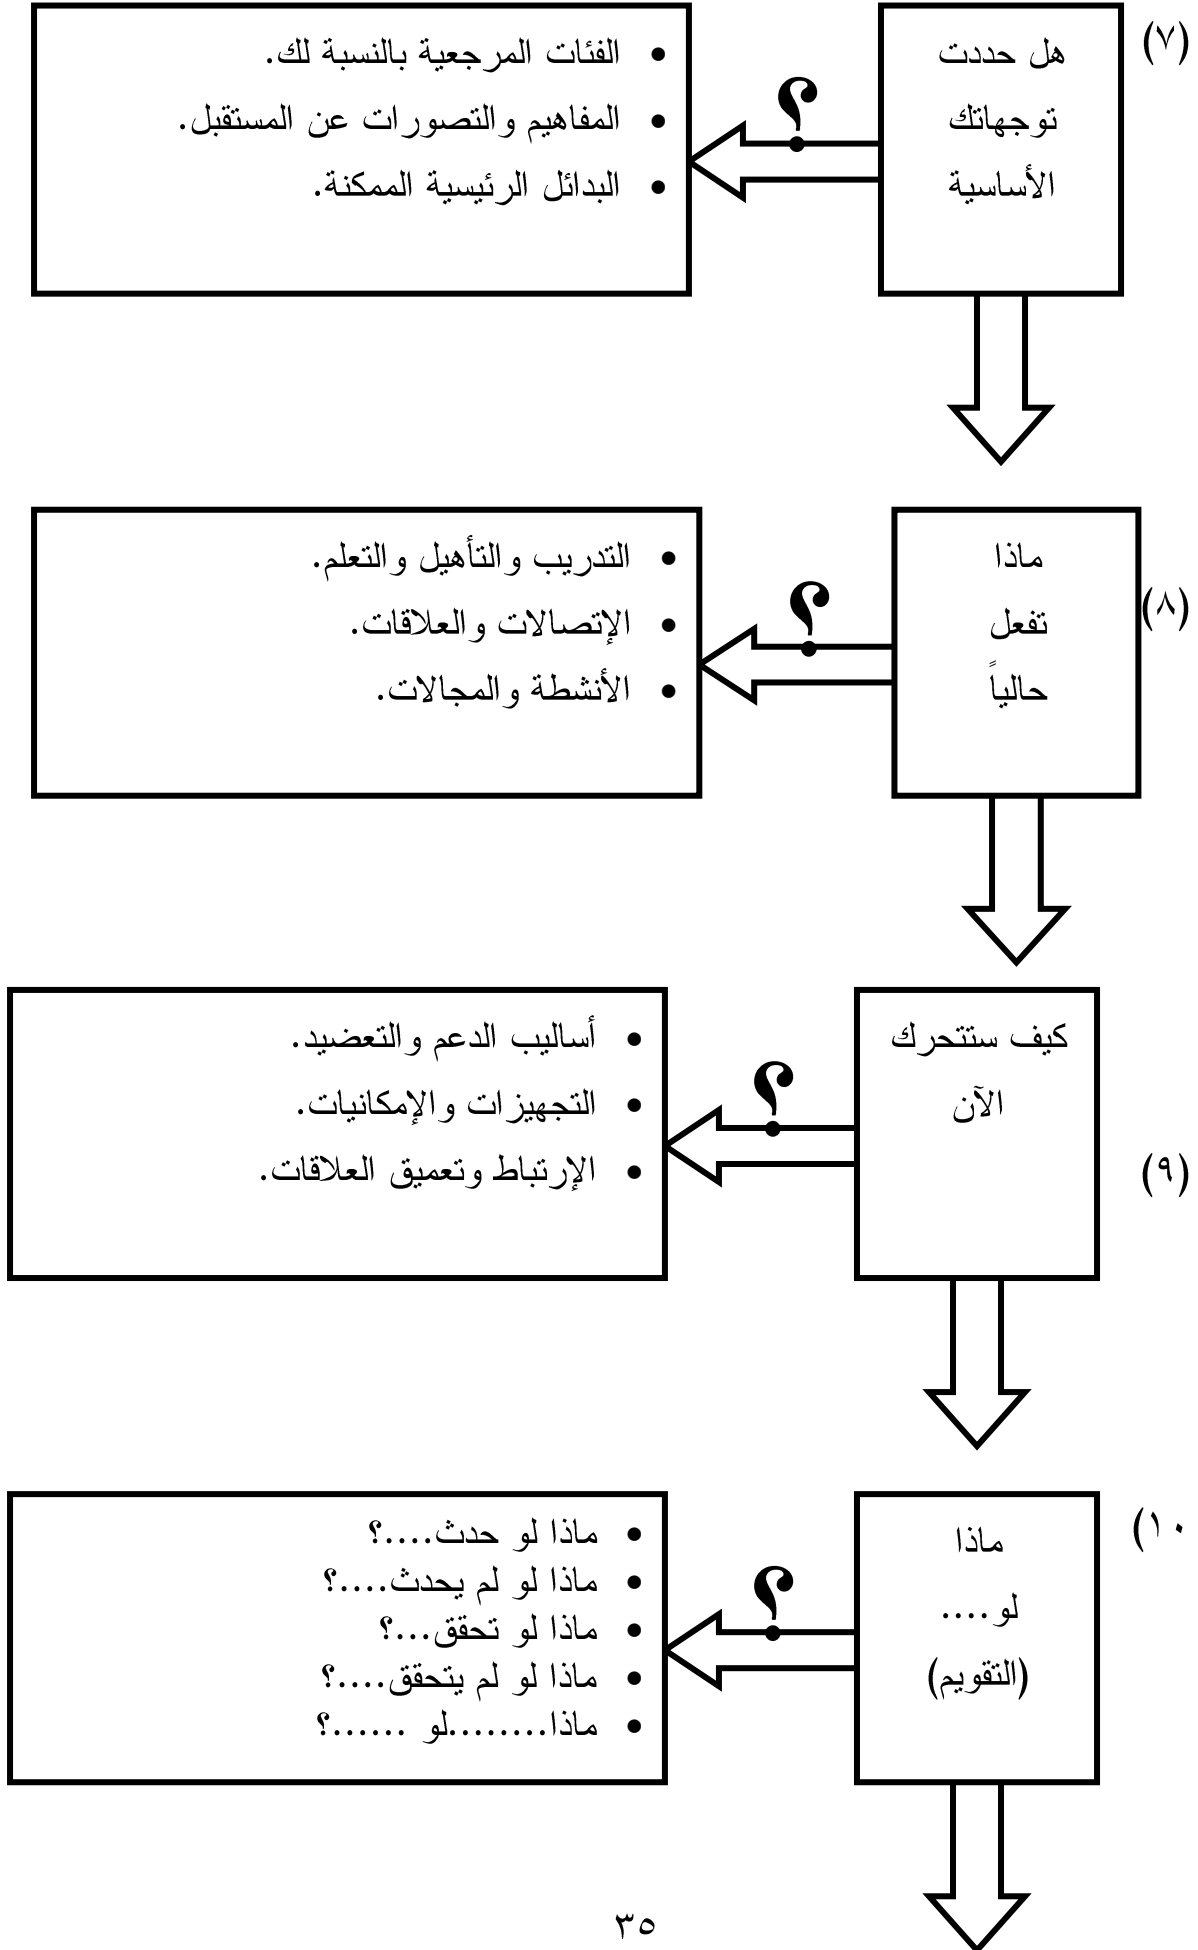 (٧)
هل حددت
توجهاتك
الأساسية
؟
• الفئات المرجعية بالنسبة لك.
• المفاهيم والتصورات عن المستقبل.
• البدائل الرئيسية الممكنة.
(٨)
ماذا
تفعل
حالياً
؟
• التدريب والتأهيل والتعلم.
• الإتصالات والعلاقات.
• الأنشطة والمجالات.
(٩)
كيف ستتحرك
الآن
؟
• أساليب الدعم والتعضيد.
• التجهيزات والإمكانيات.
• الإرتباط وتعميق العلاقات.
(١٠
ماذا
لو....
(التقويم)
؟
• ماذا لو حدث....؟
• ماذا لو لم يحدث....؟
• ماذا لو تحقق...؟
• ماذا لو لم يتحقق....؟
• ماذا........لو ......؟
٣٥